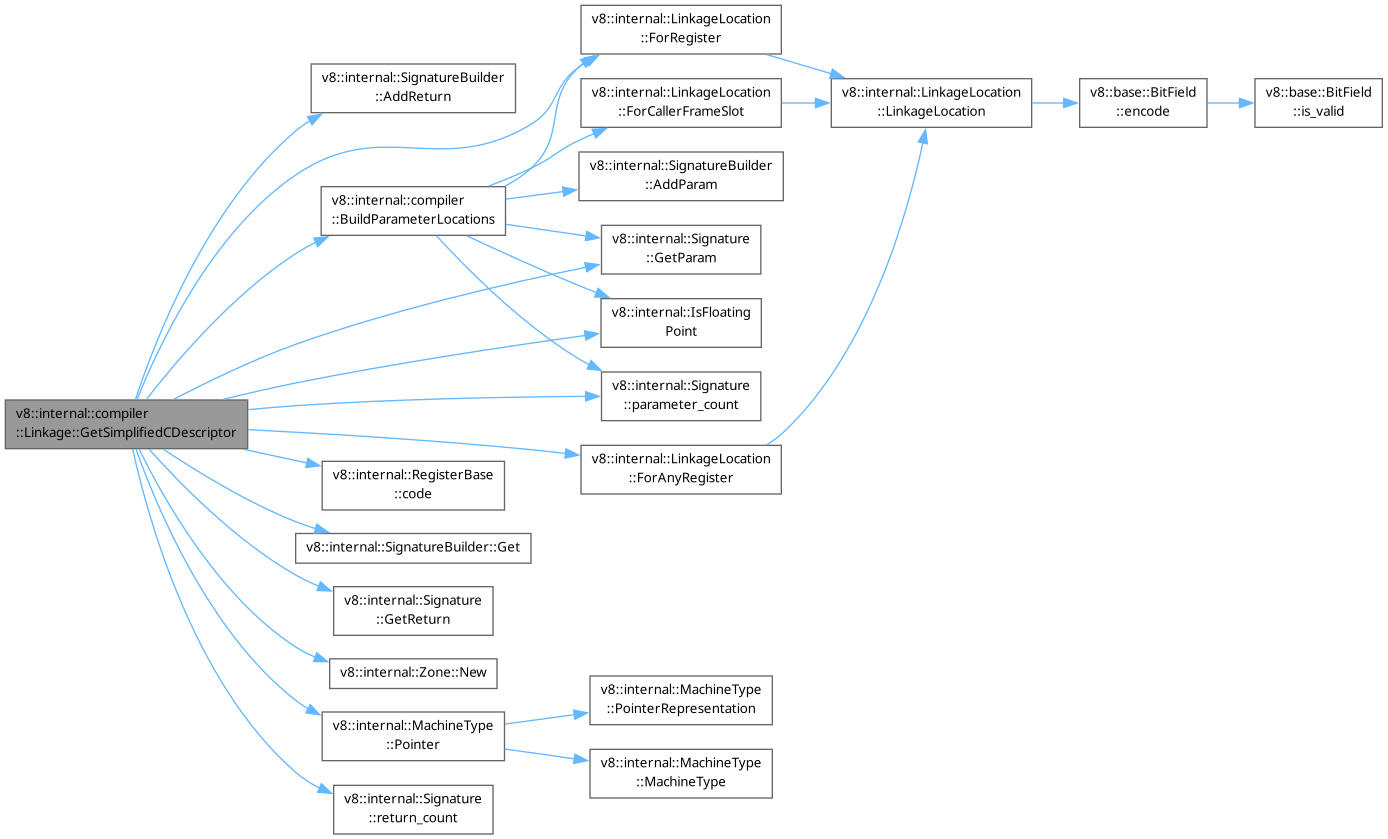 v8::internal::compiler
::Linkage::GetSimplifiedCDescriptor
v8::internal::SignatureBuilder
::AddReturn
v8::internal::compiler
::BuildParameterLocations
v8::internal::RegisterBase
::code
v8::internal::SignatureBuilder::Get
v8::internal::Signature
::GetReturn
v8::internal::Zone::New
v8::internal::MachineType
::Pointer
v8::internal::Signature
::return_count
v8::internal::LinkageLocation
::ForRegister
v8::internal::LinkageLocation
::ForCallerFrameSlot
v8::internal::SignatureBuilder
::AddParam
v8::internal::Signature
::GetParam
v8::internal::IsFloating
Point
v8::internal::Signature
::parameter_count
v8::internal::LinkageLocation
::ForAnyRegister
v8::internal::MachineType
::PointerRepresentation
v8::internal::MachineType
::MachineType
v8::internal::LinkageLocation
::LinkageLocation
v8::base::BitField
::encode
v8::base::BitField
::is_valid